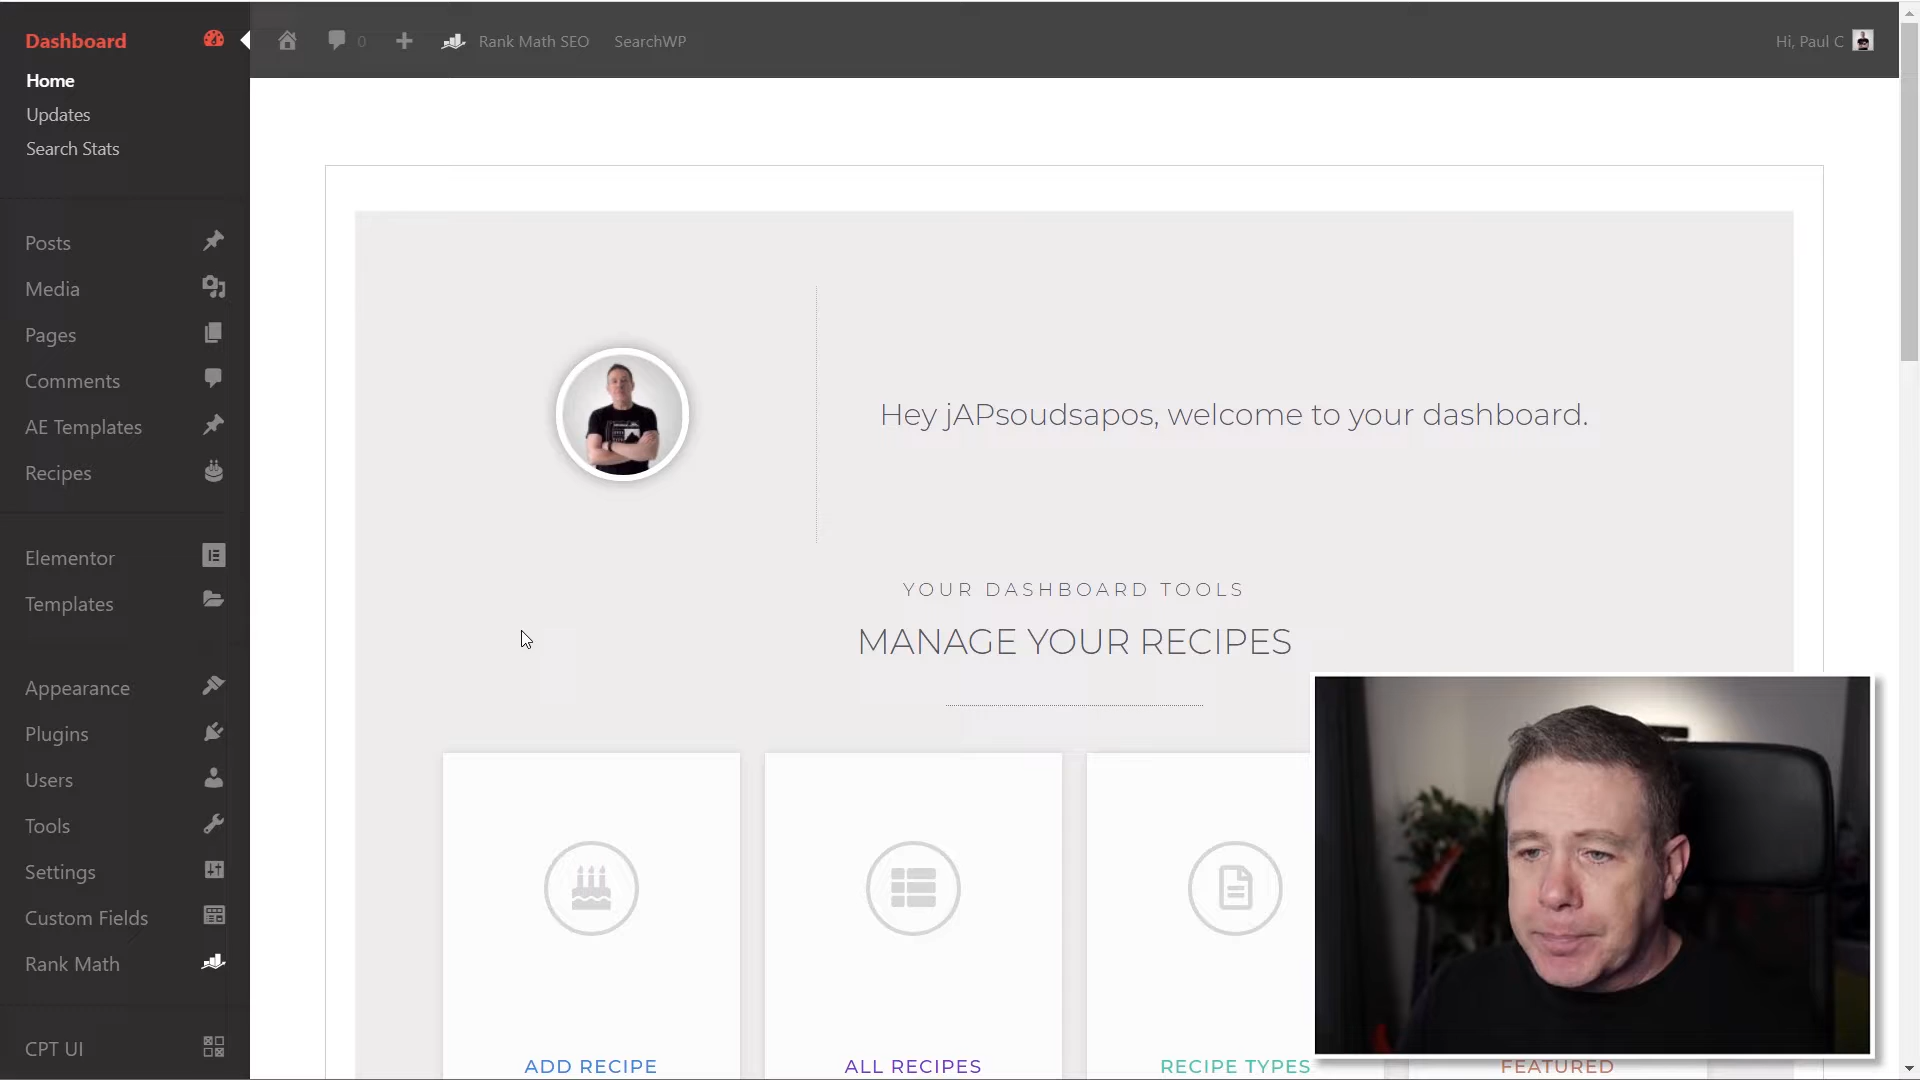 Dashboard
Home
Updates
Search Stats
Posts
Media
Pages
Comments
AE Templates
Recipes
Elementor
Templates
Appearance
Plugins
Users
Tools
Settings
Custom Fields
Rank Math
CPT UI
0
Rank Math SEO
SearchWP
Hi, Paul C
Hey jAPsoudsapos, welcome to your dashboard.
YOUR DASHBOARD TOOLS
MANAGE YOUR RECIPES
ADD RECIPE
ALL RECIPES
RECIPE TYPES
FEATURED